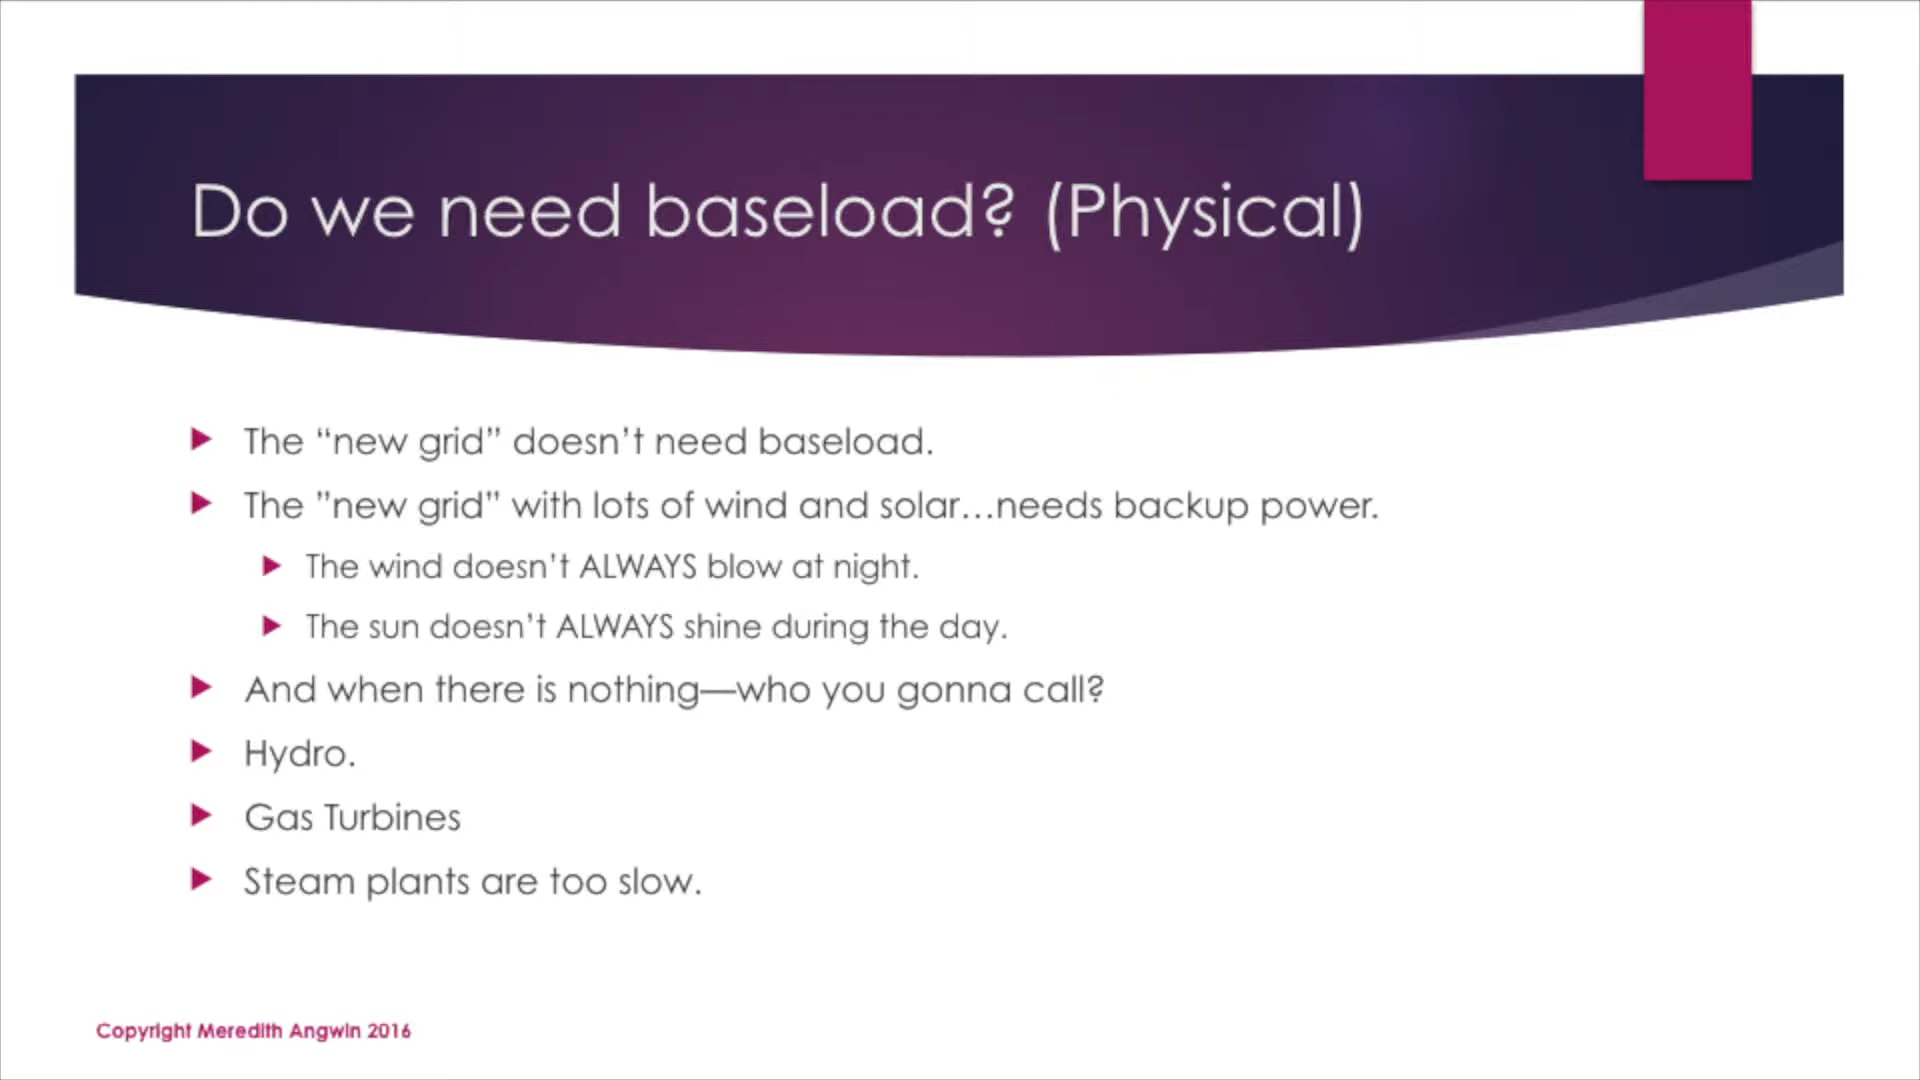 Do we need baseload? (Physical)
The “new grid” doesn’t need baseload.
The ”new grid” with lots of wind and solar…needs backup power.
The wind doesn’t ALWAYS blow at night.
The sun doesn’t ALWAYS shine during the day.
And when there is nothing—who you gonna call?
Hydro.
Gas Turbines
Steam plants are too slow.
Copyright Meredith Angwin 2016